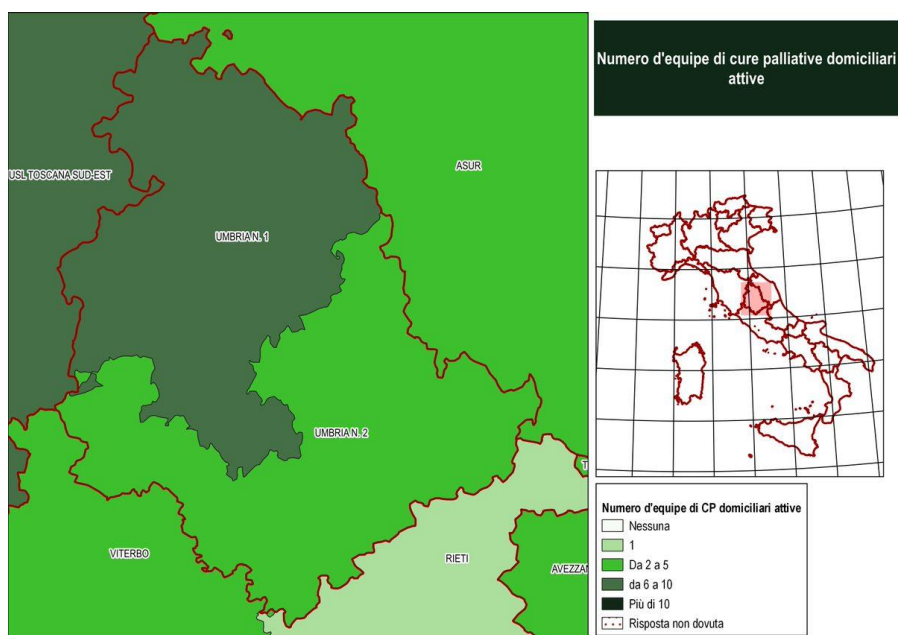 Numero d'equipe di cure palliative domiciliari
attive
ASUR
USL TOSCANA SUD-EST
UMBRIA N. 1
UMBRIA N. 2
VITERBO
RIETI
AVEZZAN
T
Numero d'equipe di CP domiciliari attive
Nessuna
1
Da 2 a 5
da 6 a 10
Più di 10
Risposta non dovuta